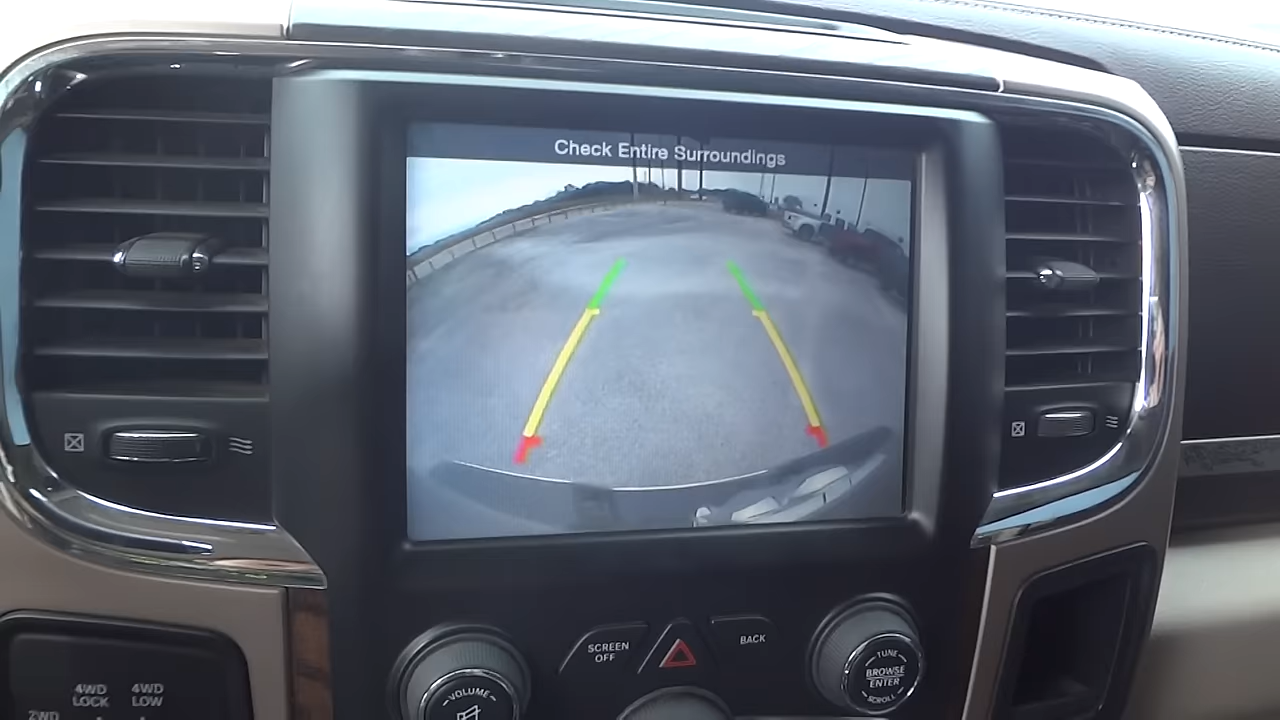 Check Entire Surroundings
SCREEN
OFF
BACK
VOLUME
TUNE
BROWSE
ENTER
SCROLL
4WD
LOCK
4WD
LOW
2WD